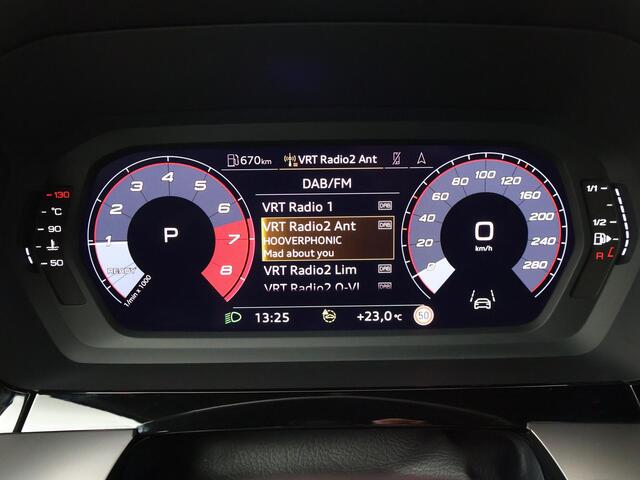 670km
VRT Radio2 Ant
DAB/FM
VRT Radio 1 DAB
VRT Radio2 Ant DAB
HOOVERPHONIC
Mad about you
VRT Radio2 Lim DAB
VRT Radio2 O-Vl
13:25
+23,0 °C
50
130
°C
90
50
1
2
3
4
5
6
7
8
READY
1/min x 1000
P
0
20
40
60
80
100
120
160
200
240
280
0
km/h
1/1
1/2
R